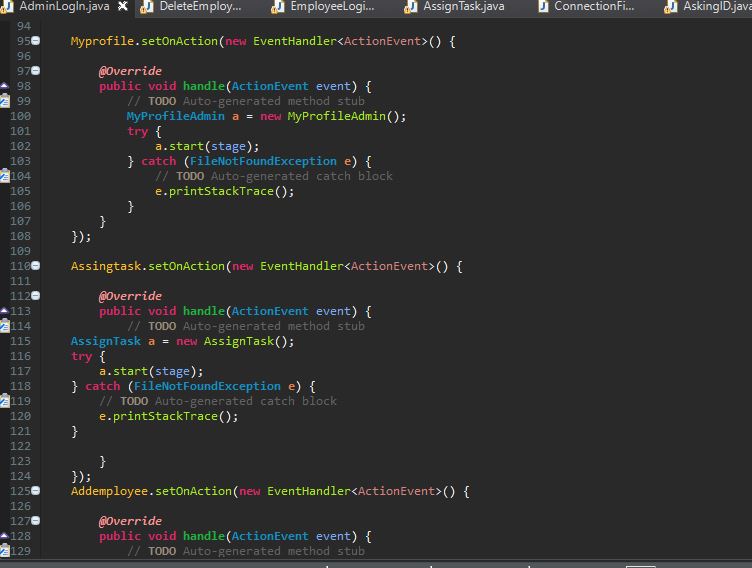 AdminLogIn.java DeleteEmploy... EmployeeLogi... AssignTask.java ConnectionFi... AskingID.java
94
95 Myprofile.setOnAction(new EventHandler<ActionEvent>() {
96
97 @Override
98 public void handle(ActionEvent event) {
99 // TODO Auto-generated method stub
100 MyProfileAdmin a = new MyProfileAdmin();
101 try {
102 a.start(stage);
103 } catch (FileNotFoundException e) {
104 // TODO Auto-generated catch block
105 e.printStackTrace();
106 }
107 }
108 });
109
110 Assingtask.setOnAction(new EventHandler<ActionEvent>() {
111
112 @Override
113 public void handle(ActionEvent event) {
114 // TODO Auto-generated method stub
115 AssignTask a = new AssignTask();
116 try {
117 a.start(stage);
118 } catch (FileNotFoundException e) {
119 // TODO Auto-generated catch block
120 e.printStackTrace();
121 }
122
123 }
124 });
125 Addemployee.setOnAction(new EventHandler<ActionEvent>() {
126
127 @Override
128 public void handle(ActionEvent event) {
129 // TODO Auto-generated method stub